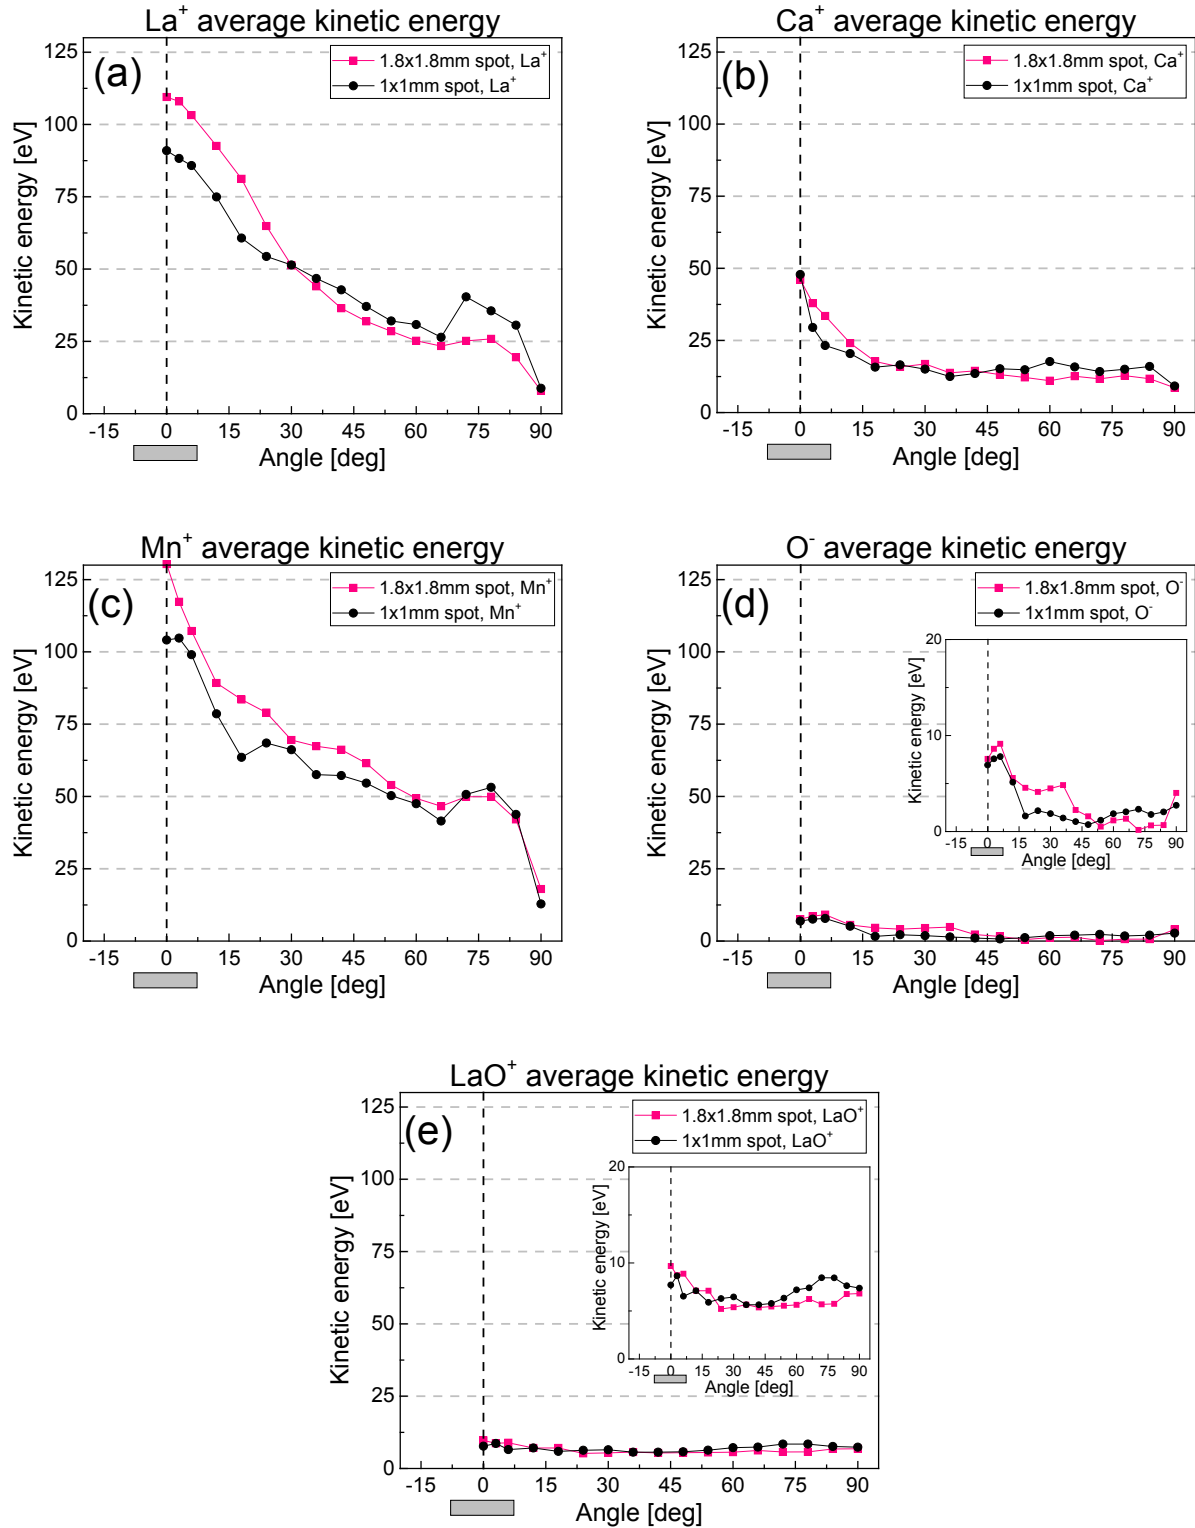 La⁺ average kinetic energy
(a)
1.8x1.8mm spot, La⁺
1x1mm spot, La⁺
Kinetic energy [eV]
125
100
75
50
25
0
-15 0 15 30 45 60 75 90
Angle [deg]
Ca⁺ average kinetic energy
(b)
1.8x1.8mm spot, Ca⁺
1x1mm spot, Ca⁺
Kinetic energy [eV]
125
100
75
50
25
0
-15 0 15 30 45 60 75 90
Angle [deg]
Mn⁺ average kinetic energy
(c)
1.8x1.8mm spot, Mn⁺
1x1mm spot, Mn⁺
Kinetic energy [eV]
125
100
75
50
25
0
-15 0 15 30 45 60 75 90
Angle [deg]
O⁻ average kinetic energy
(d)
1.8x1.8mm spot, O⁻
1x1mm spot, O⁻
Kinetic energy [eV]
125
100
75
50
25
0
-15 0 15 30 45 60 75 90
Angle [deg]
Kinetic energy [eV]
20
10
0
-15 0 15 30 45 60 75 90
Angle [deg]
LaO⁺ average kinetic energy
(e)
1.8x1.8mm spot, LaO⁺
1x1mm spot, LaO⁺
Kinetic energy [eV]
125
100
75
50
25
0
-15 0 15 30 45 60 75 90
Angle [deg]
Kinetic energy [eV]
20
10
0
-15 0 15 30 45 60 75 90
Angle [deg]